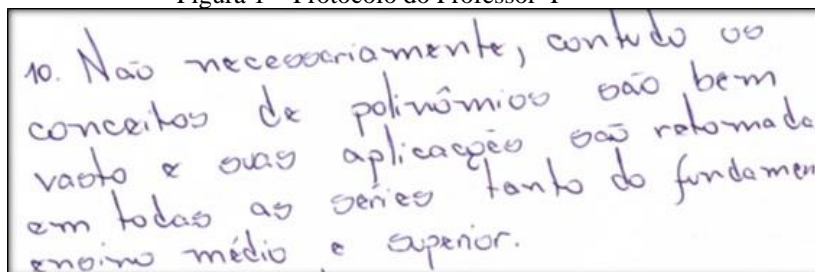 Figura 1 – Protocolo do Professor 1
10. Não necessariamente, contudo os
conceitos de polinômios são bem
vasto e suas aplicações são retomada
em todas as séries tanto do fundamen
ensino médio e superior.